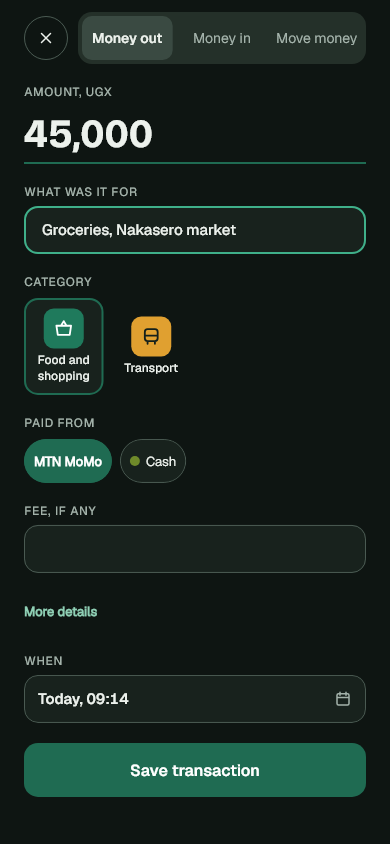 Money out
Money in
Move money
AMOUNT, UGX
45,000
WHAT WAS IT FOR
Groceries, Nakasero market
CATEGORY
Food and
shopping
Transport
PAID FROM
MTN MoMo
Cash
FEE, IF ANY
More details
WHEN
Today, 09:14
Save transaction